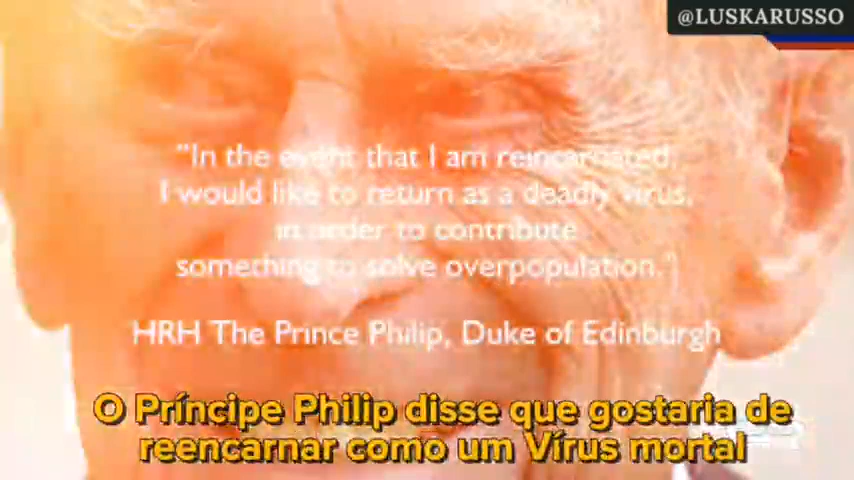 @LUSKARUSSO
"In the event that I am reincarnated,
I would like to return as a deadly virus,
in order to contribute
something to solve overpopulation."
HRH The Prince Philip, Duke of Edinburgh
O Príncipe Philip disse que gostaria de
reencarnar como um Vírus mortal